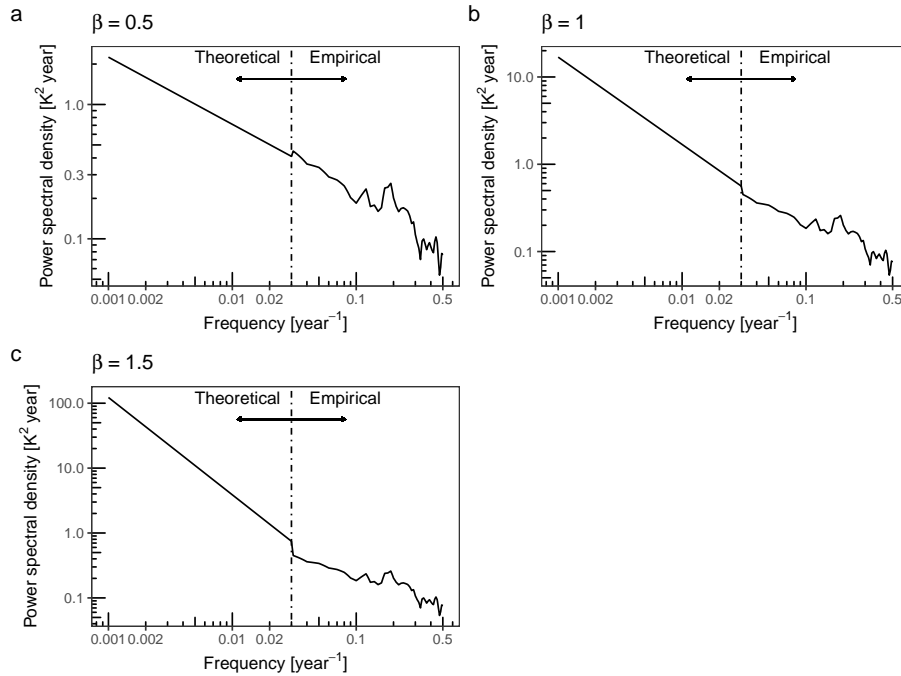 a
β = 0.5
Theoretical Empirical
Power spectral density [K² year]
1.0
0.3
0.1
0.001 0.002 0.01 0.02 0.1 0.5
Frequency [year⁻¹]
b
β = 1
Theoretical Empirical
Power spectral density [K² year]
10.0
1.0
0.1
0.001 0.002 0.01 0.02 0.1 0.5
Frequency [year⁻¹]
c
β = 1.5
Theoretical Empirical
Power spectral density [K² year]
100.0
10.0
1.0
0.1
0.001 0.002 0.01 0.02 0.1 0.5
Frequency [year⁻¹]